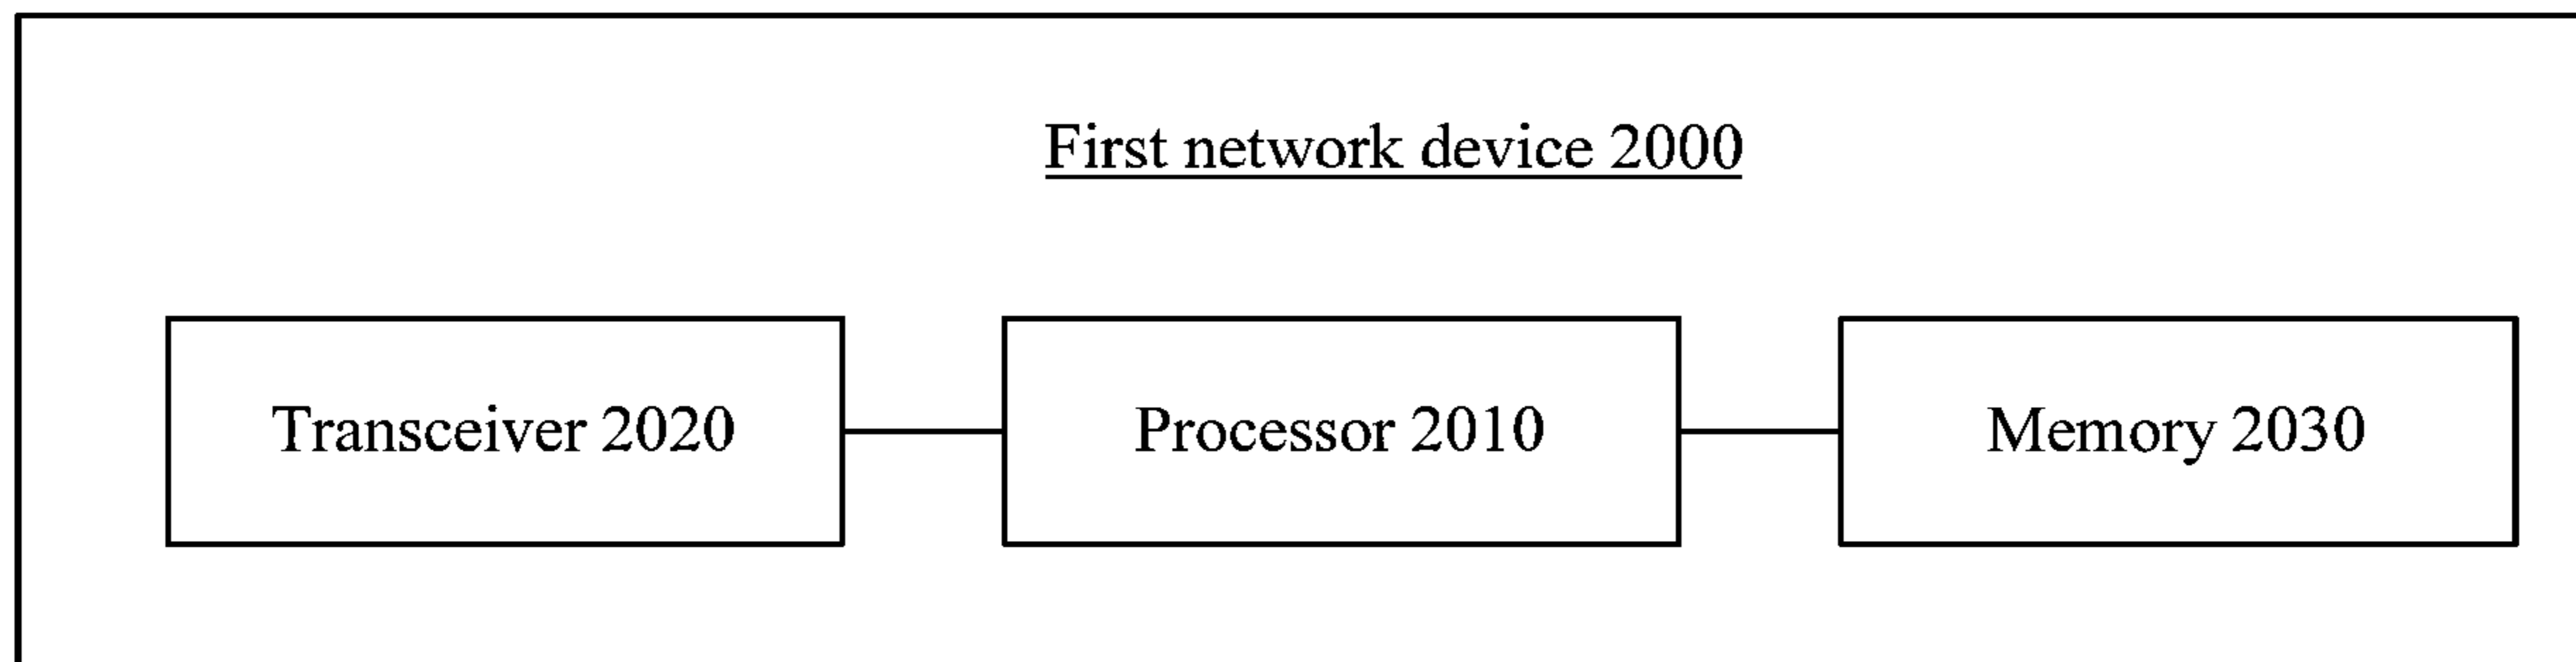 First network device 2000
Transceiver 2020
Processor 2010
Memory 2030